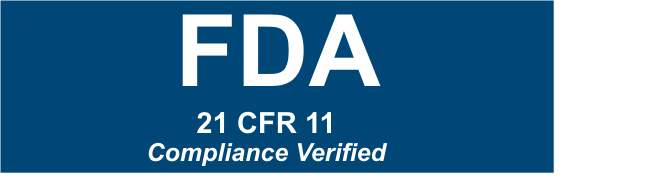 FDA
21 CFR 11
Compliance Verified